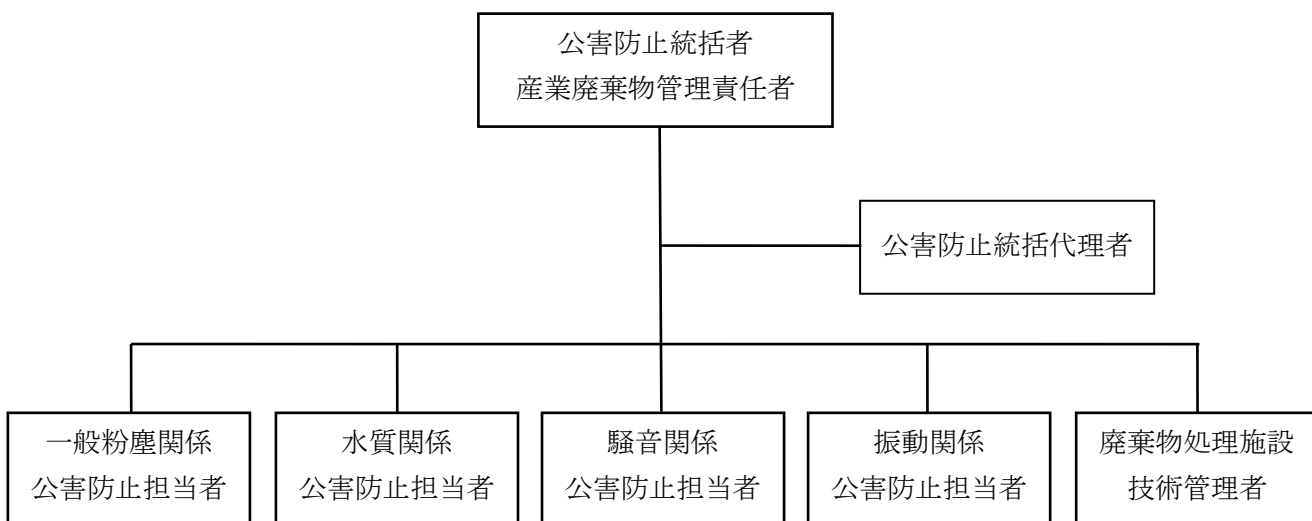 公害防止統括者
産業廃棄物管理責任者
公害防止統括代理者
一般粉塵関係
公害防止担当者
水質関係
公害防止担当者
騒音関係
公害防止担当者
振動関係
公害防止担当者
廃棄物処理施設
技術管理者